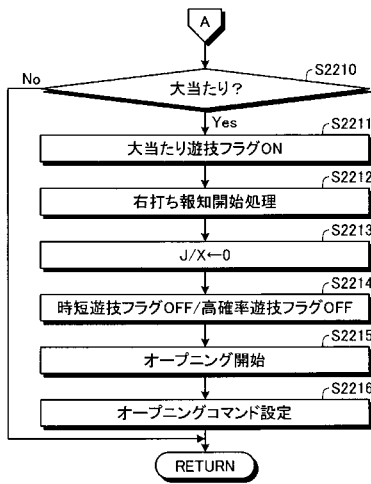 A
S2210
No
大当たり?
Yes
S2211
大当たり遊技フラグON
S2212
右打ち報知開始処理
S2213
J/X←0
S2214
時短遊技フラグOFF/高確率遊技フラグOFF
S2215
オープニング開始
S2216
オープニングコマンド設定
RETURN